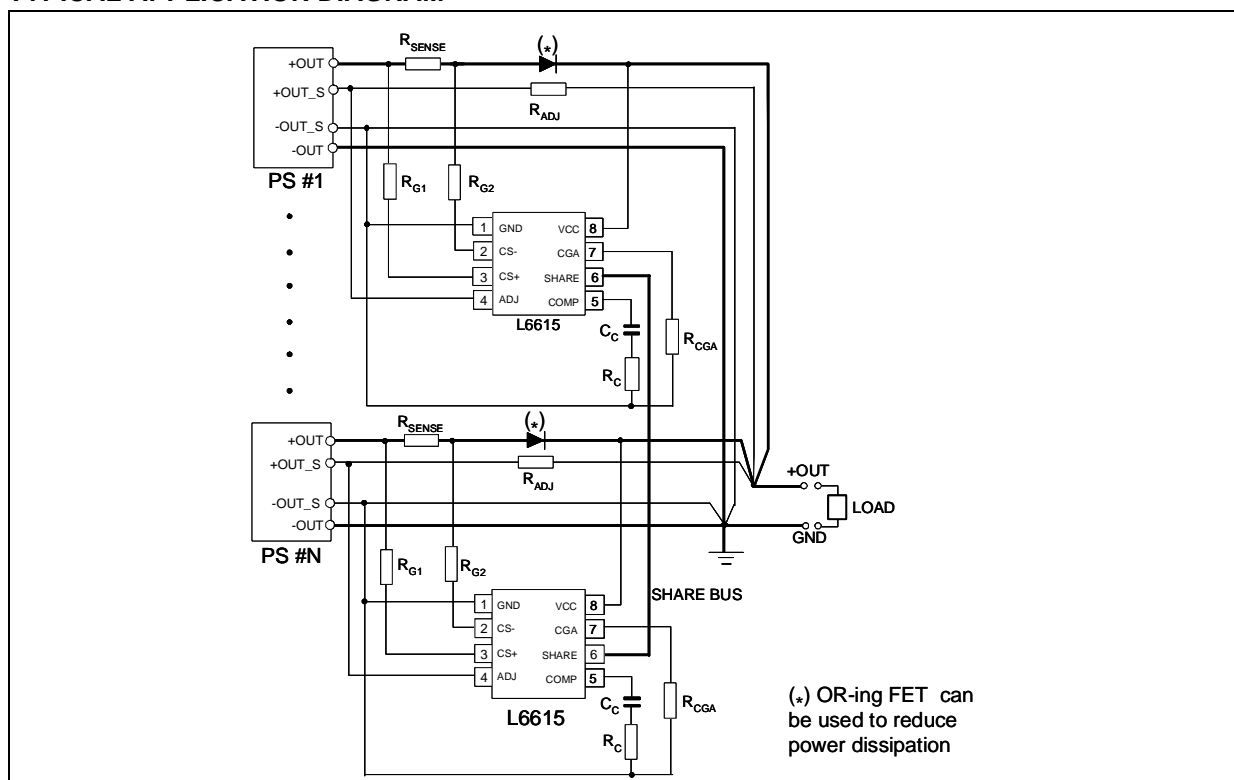 R_SENSE
(*)
+OUT
+OUT_S
R_ADJ
-OUT_S
-OUT
PS #1
R_G1
R_G2
1 GND VCC 8
2 CS- CGA 7
3 CS+ SHARE 6
4 ADJ COMP 5
L6615
C_C
R_CGA
R_C
R_SENSE
(*)
+OUT
+OUT_S
R_ADJ
+OUT
-OUT_S
LOAD
-OUT
GND
PS #N
R_G1
R_G2
SHARE BUS
1 GND VCC 8
2 CS- CGA 7
3 CS+ SHARE 6
4 ADJ COMP 5
L6615
C_C
R_CGA
R_C
(*) OR-ing FET can
be used to reduce
power dissipation